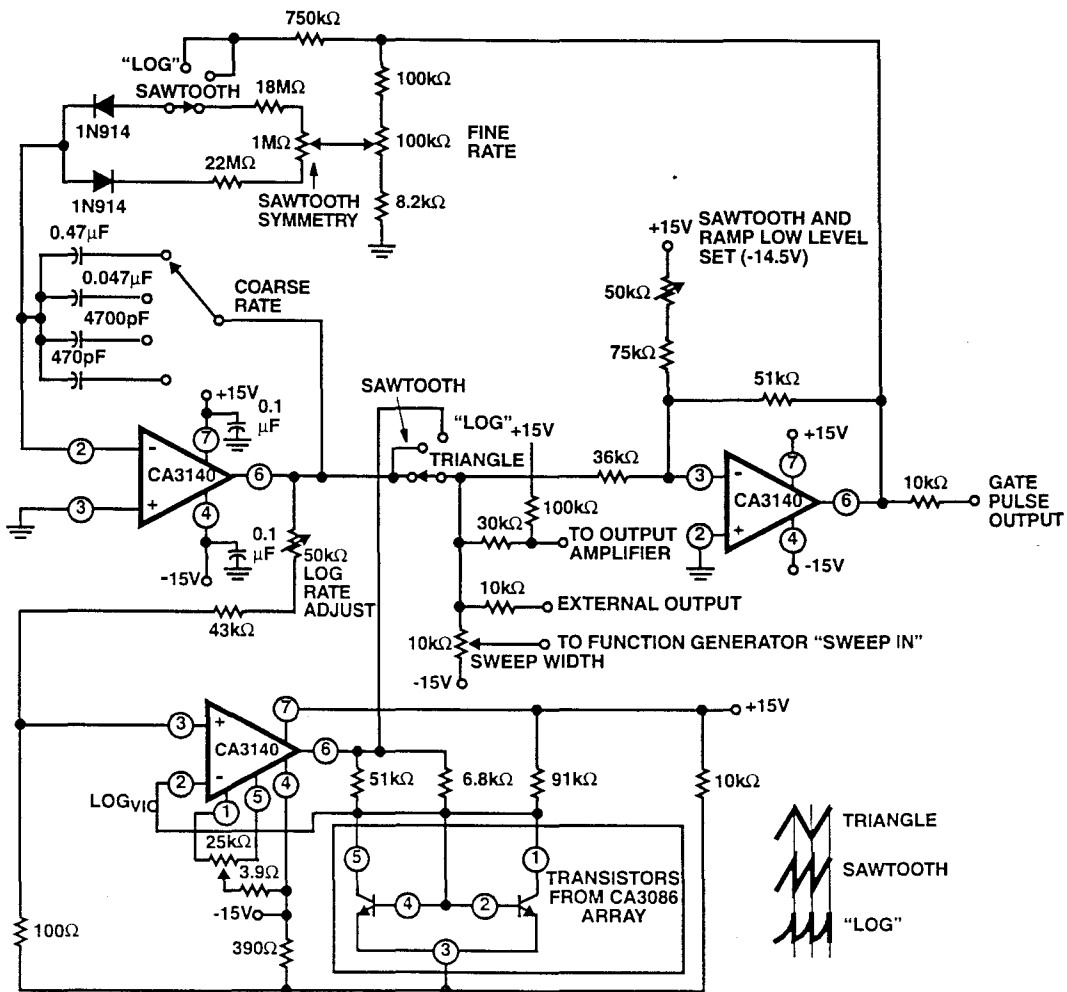 750kΩ
"LOG"
SAWTOOTH
18MΩ
100kΩ
1N914
1MΩ
100kΩ
FINE
RATE
22MΩ
1N914
SAWTOOTH
SYMMETRY
8.2kΩ
0.47μF
0.047μF
4700pF
470pF
COARSE
RATE
+15V
SAWTOOTH AND
RAMP LOW LEVEL
SET (-14.5V)
50kΩ
75kΩ
51kΩ
+15V
0.1
μF
7
2
-
CA3140
6
3
+
4
0.1
μF
-15V
SAWTOOTH
"LOG"
+15V
TRIANGLE
36kΩ
100kΩ
30kΩ
TO OUTPUT
AMPLIFIER
3
-
CA3140
+15V
7
6
2
+
4
-15V
10kΩ
GATE
PULSE
OUTPUT
50kΩ
LOG
RATE
ADJUST
43kΩ
10kΩ
EXTERNAL OUTPUT
10kΩ
TO FUNCTION GENERATOR "SWEEP IN"
SWEEP WIDTH
-15V
7
+15V
3
+
CA3140
6
2
-
4
LOGVIO
1
5
51kΩ
6.8kΩ
91kΩ
10kΩ
25kΩ
3.9Ω
-15V
390Ω
100Ω
5
4
2
1
3
TRANSISTORS
FROM CA3086
ARRAY
TRIANGLE
SAWTOOTH
"LOG"